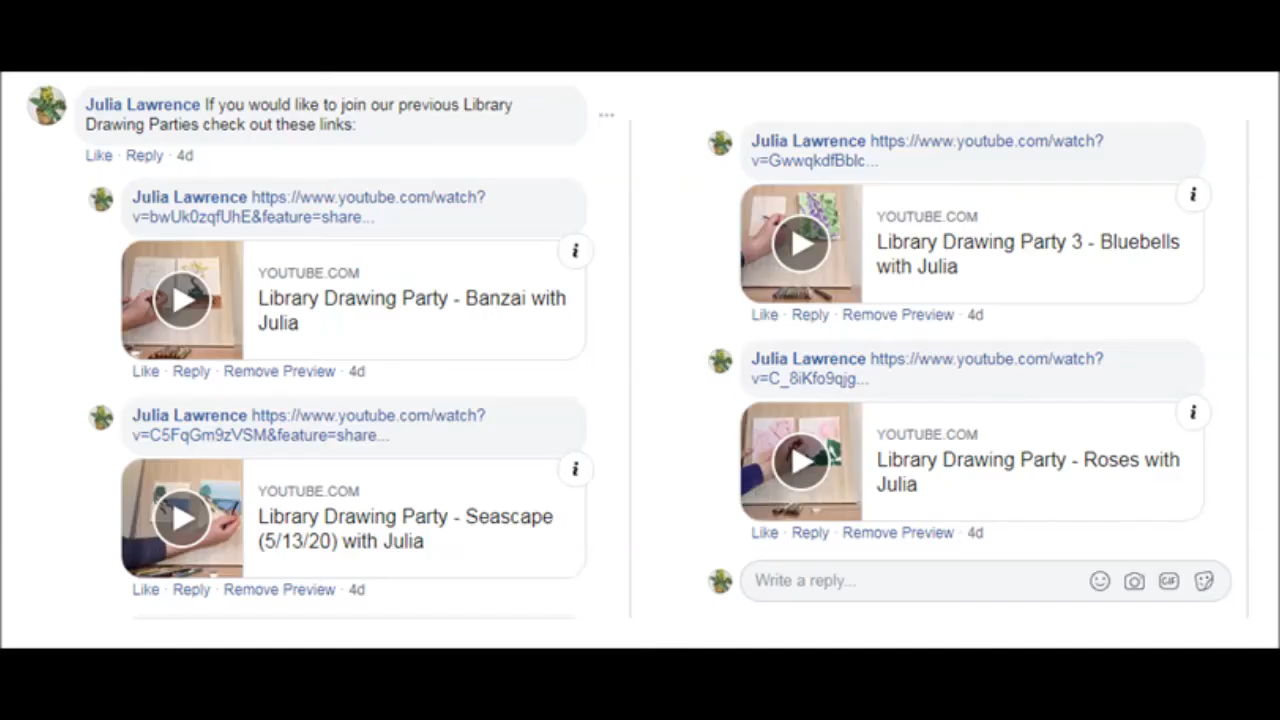 Julia Lawrence If you would like to join our previous Library
Drawing Parties check out these links:
Like · Reply · 4d
Julia Lawrence https://www.youtube.com/watch?
v=bwUk0zqfUhE&feature=share...
YOUTUBE.COM
Library Drawing Party - Banzai with
Julia
Like · Reply · Remove Preview · 4d
Julia Lawrence https://www.youtube.com/watch?
v=C5FqGm9zVSM&feature=share...
YOUTUBE.COM
Library Drawing Party - Seascape
(5/13/20) with Julia
Like · Reply · Remove Preview · 4d
Julia Lawrence https://www.youtube.com/watch?
v=GwwqkdfBblc...
YOUTUBE.COM
Library Drawing Party 3 - Bluebells
with Julia
Like · Reply · Remove Preview · 4d
Julia Lawrence https://www.youtube.com/watch?
v=C_8iKfo9qjg...
YOUTUBE.COM
Library Drawing Party - Roses with
Julia
Like · Reply · Remove Preview · 4d
Write a reply...
GIF